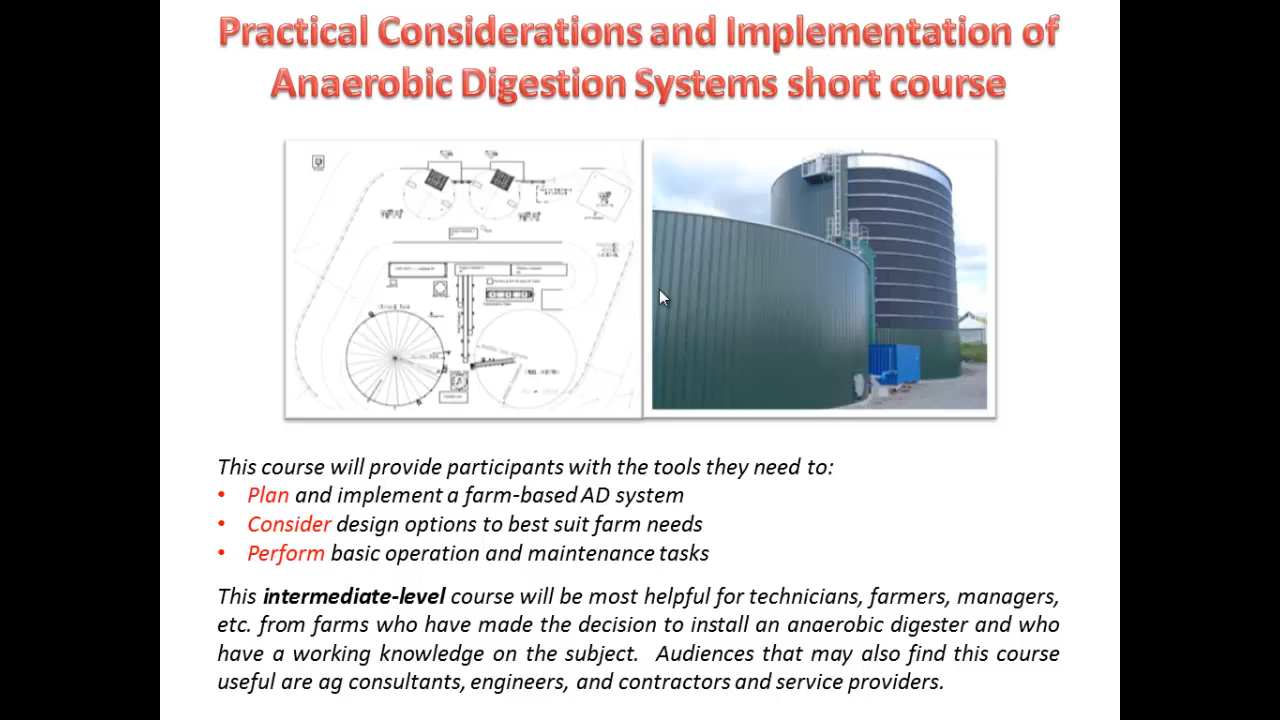 Practical Considerations and Implementation of
Anaerobic Digestion Systems short course
This course will provide participants with the tools they need to:
• Plan and implement a farm-based AD system
• Consider design options to best suit farm needs
• Perform basic operation and maintenance tasks
This intermediate-level course will be most helpful for technicians, farmers, managers,
etc. from farms who have made the decision to install an anaerobic digester and who
have a working knowledge on the subject. Audiences that may also find this course
useful are ag consultants, engineers, and contractors and service providers.